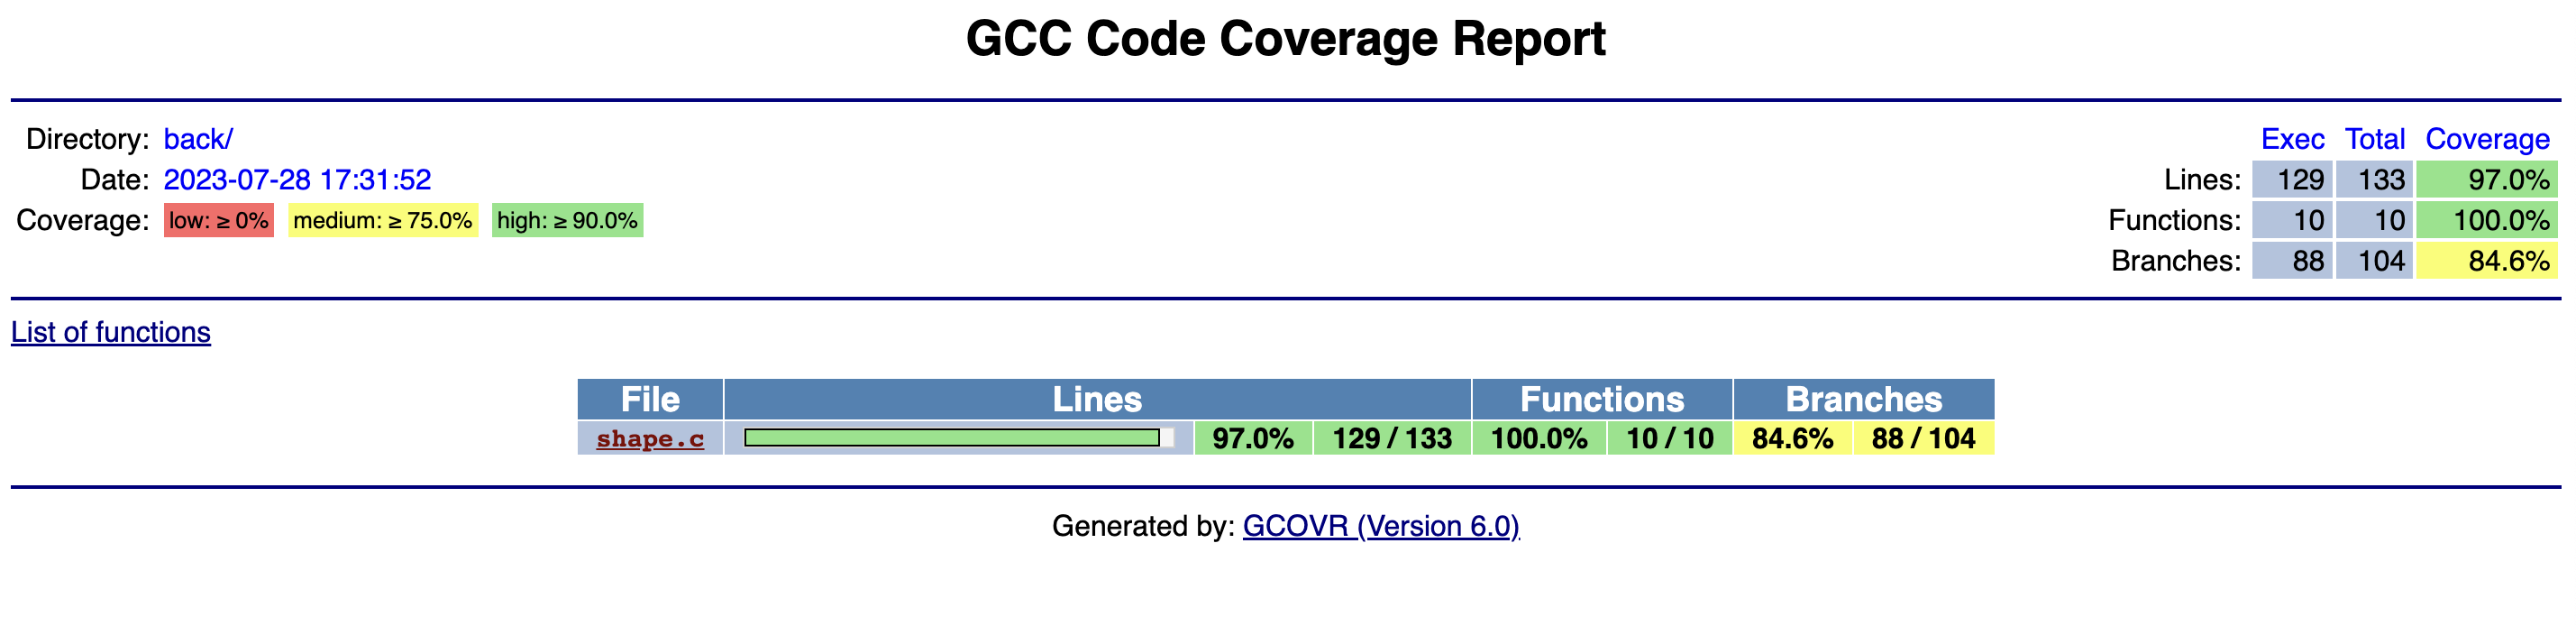 GCC Code Coverage Report
Directory: back/
Date: 2023-07-28 17:31:52
Coverage: low: ≥ 0% medium: ≥ 75.0% high: ≥ 90.0%
Exec Total Coverage
Lines: 129 133 97.0%
Functions: 10 10 100.0%
Branches: 88 104 84.6%
List of functions
File Lines Functions Branches
shape.c 97.0% 129 / 133 100.0% 10 / 10 84.6% 88 / 104
Generated by: GCOVR (Version 6.0)